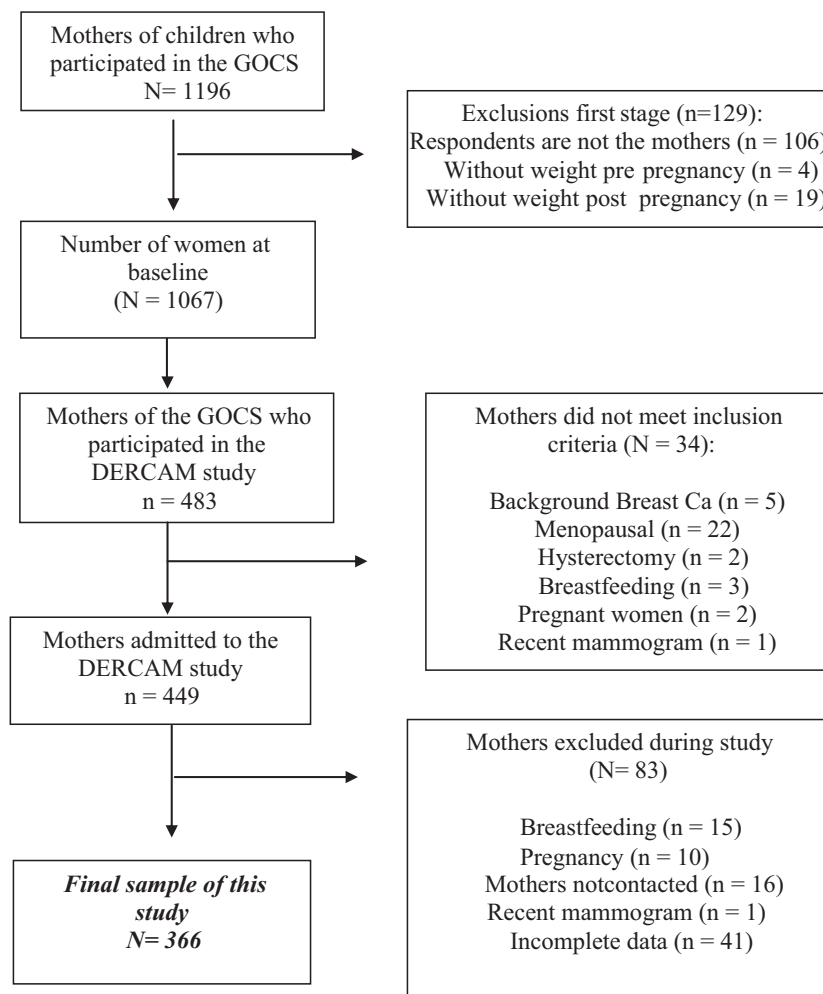 Mothers of children who
participated in the GOCS
N= 1196
Exclusions first stage (n=129):
Respondents are not the mothers (n = 106)
Without weight pre pregnancy (n = 4)
Without weight post pregnancy (n = 19)
Number of women at
baseline
(N = 1067)
Mothers of the GOCS who
participated in the
DERCAM study
n = 483
Mothers did not meet inclusion
criteria (N = 34):
Background Breast Ca (n = 5)
Menopausal (n = 22)
Hysterectomy (n = 2)
Breastfeeding (n = 3)
Pregnant women (n = 2)
Recent mammogram (n = 1)
Mothers admitted to the
DERCAM study
n = 449
Mothers excluded during study
(N= 83)
Breastfeeding (n = 15)
Pregnancy (n = 10)
Mothers notcontacted (n = 16)
Recent mammogram (n = 1)
Incomplete data (n = 41)
Final sample of this
study
N= 366